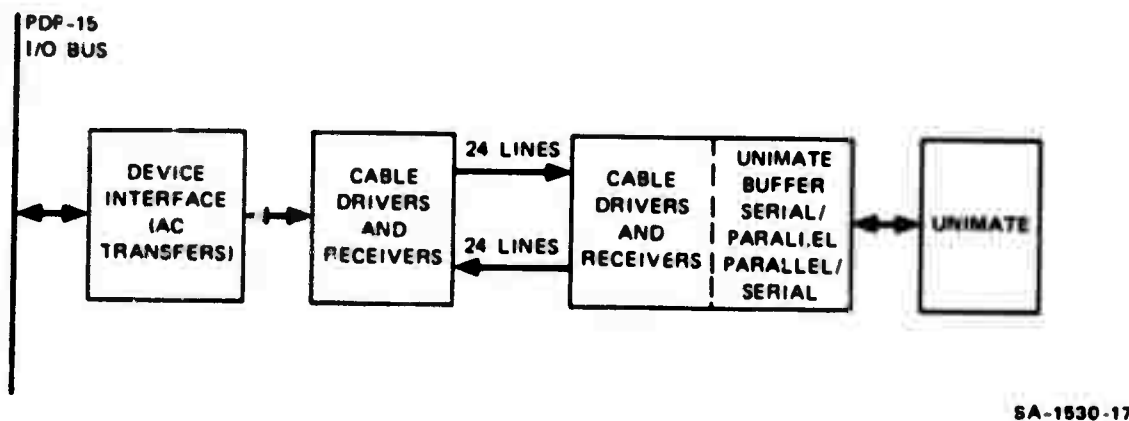 PDP-15
I/O BUS
DEVICE
INTERFACE
(AC
TRANSFERS)
CABLE
DRIVERS
AND
RECEIVERS
24 LINES
24 LINES
CABLE
DRIVERS
AND
RECEIVERS
UNIMATE
BUFFER
SERIAL/
PARALLEL
PARALLEL/
SERIAL
UNIMATE
SA-1530-17